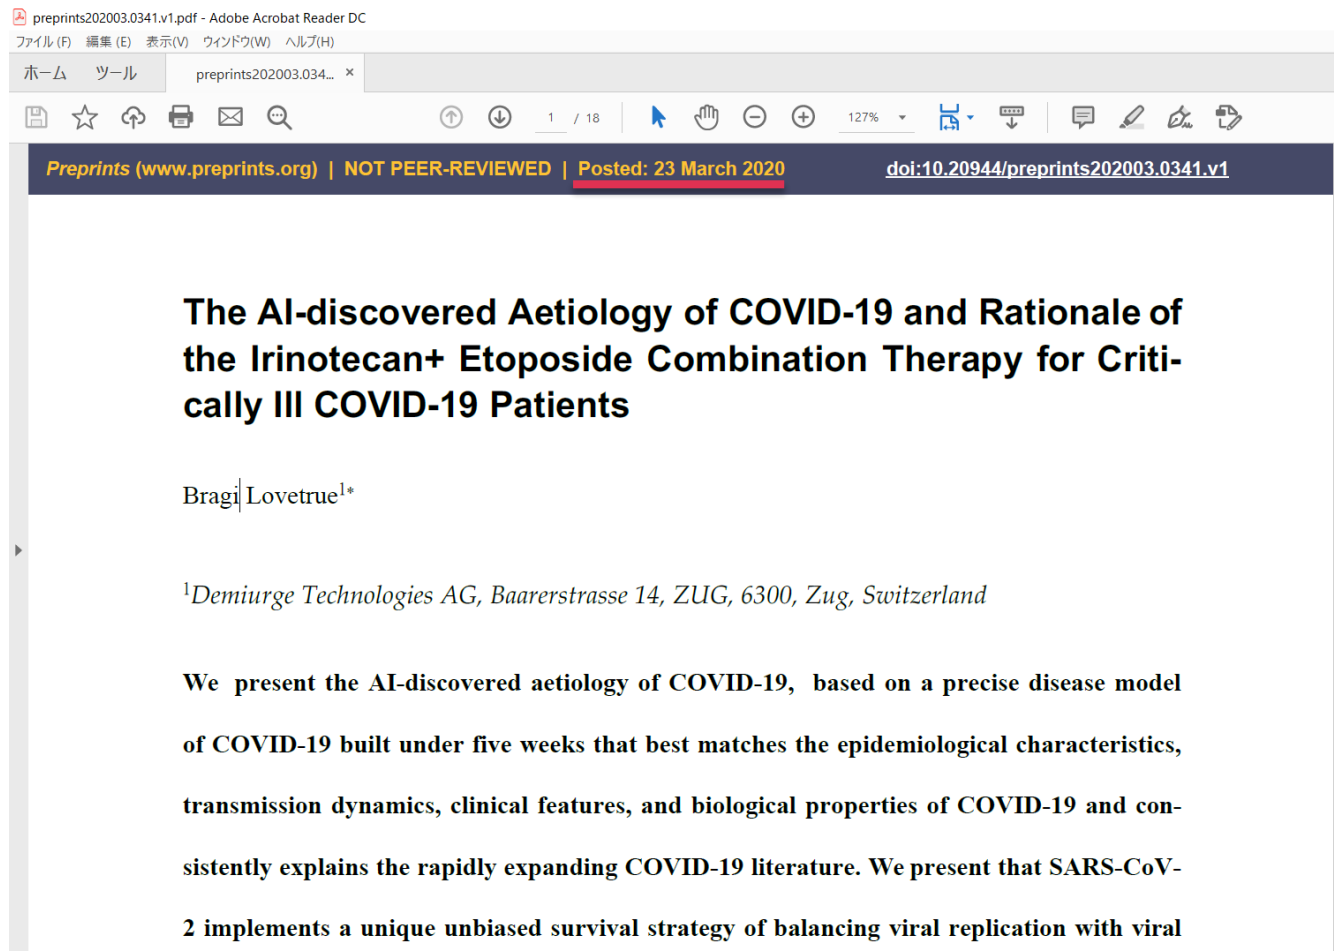 preprints202003.0341.v1.pdf - Adobe Acrobat Reader DC
ファイル (F) 編集 (E) 表示(V) ウィンドウ(W) ヘルプ(H)
ホーム ツール preprints202003.034... ×
1 / 18 127%
Preprints (www.preprints.org) | NOT PEER-REVIEWED | Posted: 23 March 2020 doi:10.20944/preprints202003.0341.v1
The AI-discovered Aetiology of COVID-19 and Rationale of
the Irinotecan+ Etoposide Combination Therapy for Criti-
cally Ill COVID-19 Patients
Bragi Lovetrue1*
1Demiurge Technologies AG, Baarerstrasse 14, ZUG, 6300, Zug, Switzerland
We present the AI-discovered aetiology of COVID-19, based on a precise disease model
of COVID-19 built under five weeks that best matches the epidemiological characteristics,
transmission dynamics, clinical features, and biological properties of COVID-19 and con-
sistently explains the rapidly expanding COVID-19 literature. We present that SARS-CoV-
2 implements a unique unbiased survival strategy of balancing viral replication with viral